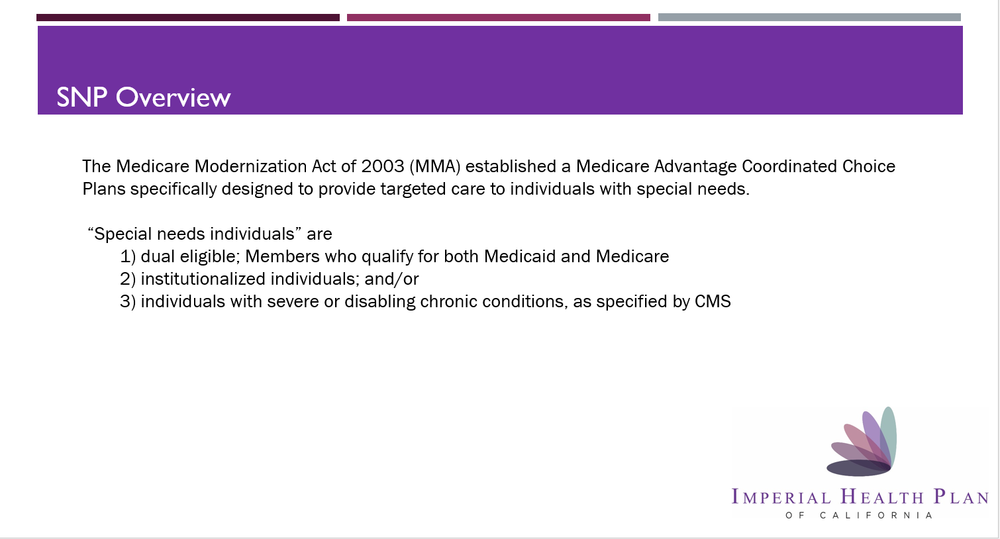 SNP Overview
The Medicare Modernization Act of 2003 (MMA) established a Medicare Advantage Coordinated Choice
Plans specifically designed to provide targeted care to individuals with special needs.
“Special needs individuals” are
1) dual eligible; Members who qualify for both Medicaid and Medicare
2) institutionalized individuals; and/or
3) individuals with severe or disabling chronic conditions, as specified by CMS
IMPERIAL HEALTH PLAN
OF CALIFORNIA